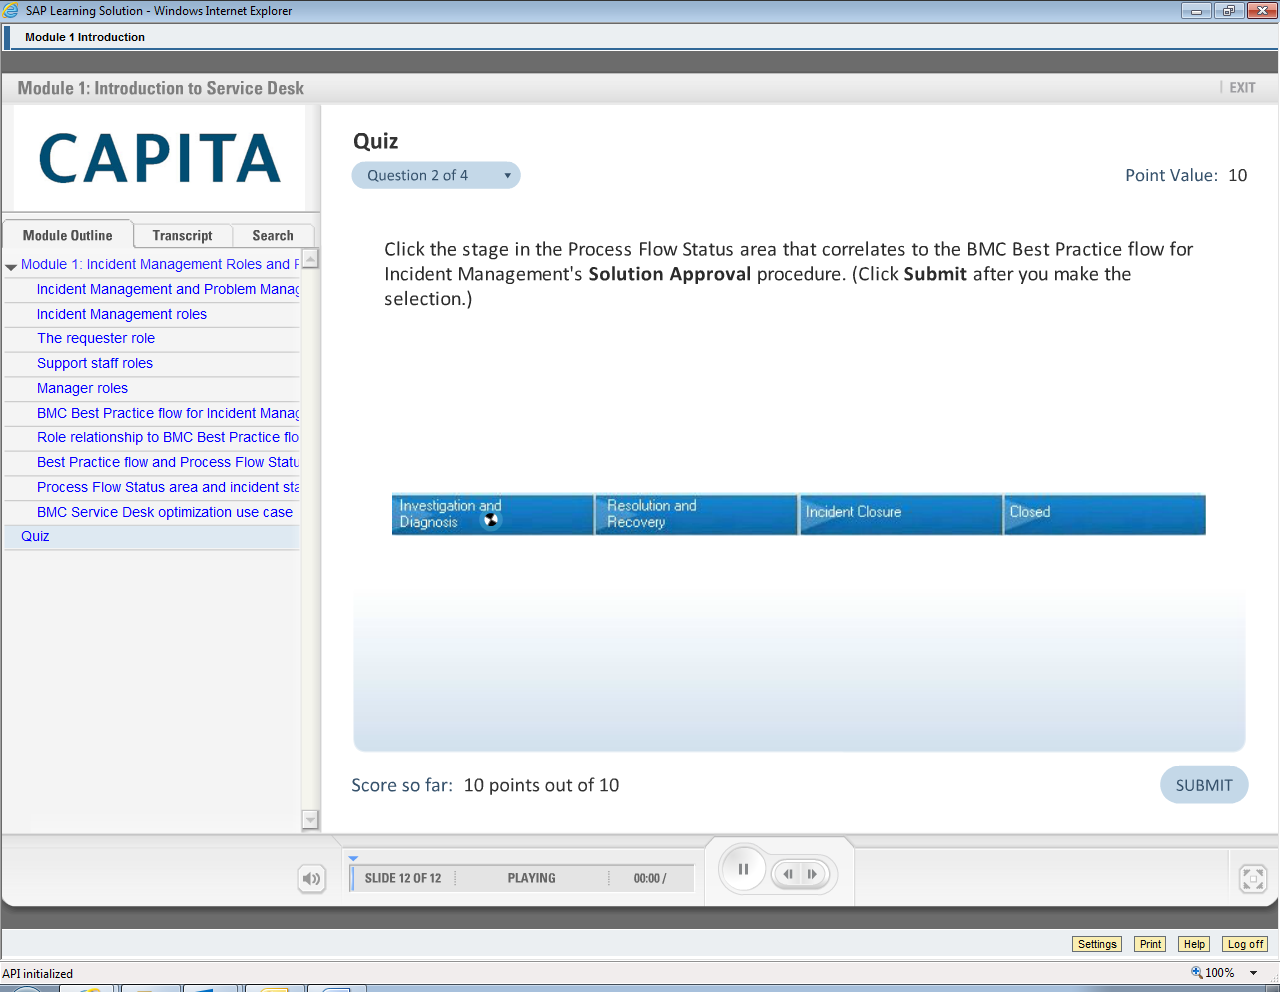 SAP Learning Solution - Windows Internet Explorer
Module 1 Introduction
Module 1: Introduction to Service Desk
EXIT
CAPITA
Module Outline
Transcript
Search
Module 1: Incident Management Roles and
Incident Management and Problem Manag
Incident Management roles
The requester role
Support staff roles
Manager roles
BMC Best Practice flow for Incident Manag
Role relationship to BMC Best Practice flo
Best Practice flow and Process Flow Statu
Process Flow Status area and incident sta
BMC Service Desk optimization use case
Quiz
Quiz
Question 2 of 4
Point Value: 10
Click the stage in the Process Flow Status area that correlates to the BMC Best Practice flow for
Incident Management's Solution Approval procedure. (Click Submit after you make the
selection.)
Investigation and
Diagnosis
Resolution and
Recovery
Incident Closure
Closed
Score so far: 10 points out of 10
SUBMIT
SLIDE 12 OF 12
PLAYING
00:00 /
Settings
Print
Help
Log off
API initialized
100%